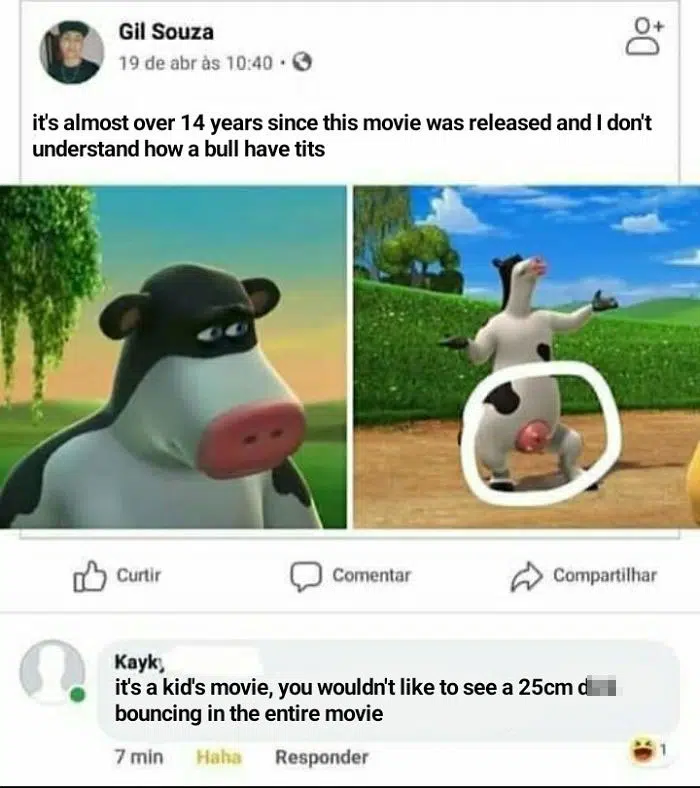 Gil Souza
19 de abr às 10:40 ·
it's almost over 14 years since this movie was released and I don't
understand how a bull have tits
Curtir
Comentar
Compartilhar
Kayky
it's a kid's movie, you wouldn't like to see a 25cm d
bouncing in the entire movie
7 min Haha Responder
1